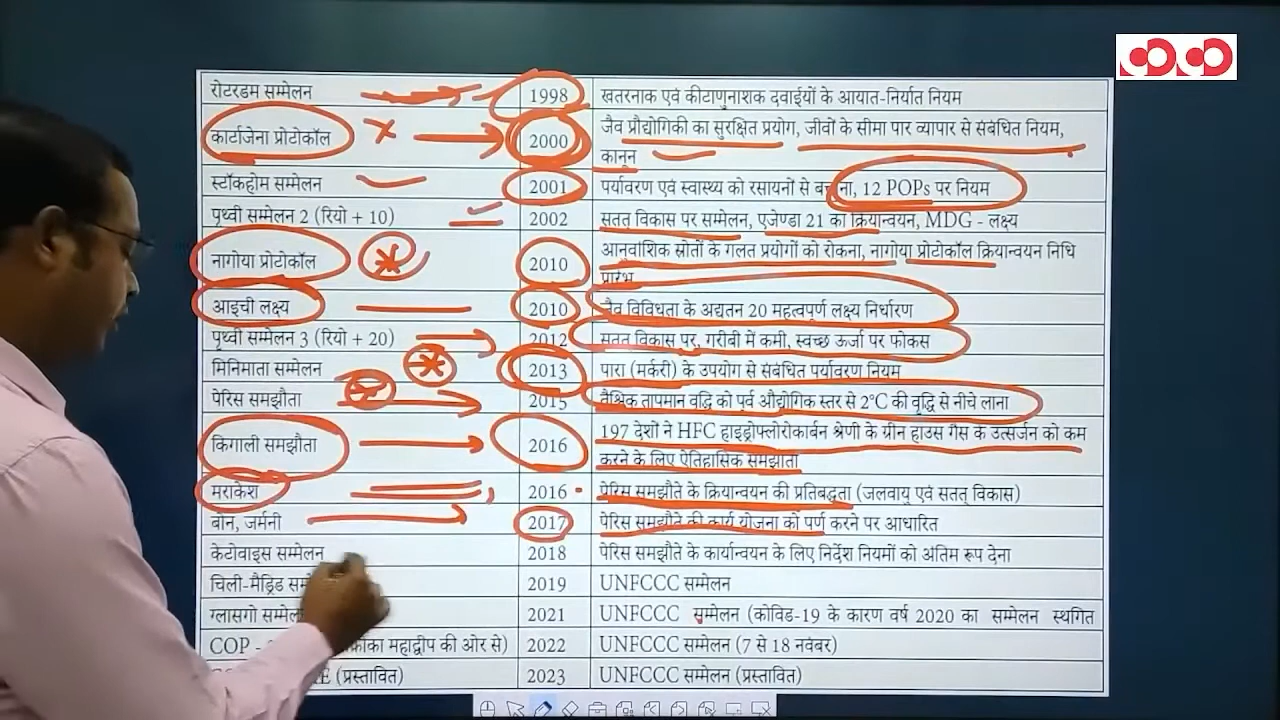 रोटरडम सम्मेलन 1998 खतरनाक एवं कीटाणुनाशक दवाईयों के आयात-निर्यात नियम
कार्टाजेना प्रोटोकॉल 2000 जैव प्रौद्योगिकी का सुरक्षित प्रयोग, जीवों के सीमा पार व्यापार से संबंधित नियम,
कानून
स्टॉकहोम सम्मेलन 2001 पर्यावरण एवं स्वास्थ्य को रसायनों से बचाना, 12 POPs पर नियम
पृथ्वी सम्मेलन 2 (रियो + 10) 2002 सतत् विकास पर सम्मेलन, एजेण्डा 21 का क्रियान्वयन, MDG - लक्ष्य
नागोया प्रोटोकॉल 2010 आनुवांशिक स्रोतों के गलत प्रयोगों को रोकना, नागोया प्रोटोकॉल क्रियान्वयन निधि
प्रारंभ
आइची लक्ष्य 2010 जैव विविधता के अद्यतन 20 महत्वपूर्ण लक्ष्य निर्धारण
पृथ्वी सम्मेलन 3 (रियो + 20) 2012 सतत् विकास पर, गरीबी में कमी, स्वच्छ ऊर्जा पर फोकस
मिनिमाता सम्मेलन 2013 पारा (मर्करी) के उपयोग से संबंधित पर्यावरण नियम
पेरिस समझौता 2015 वैश्विक तापमान वृद्धि को पूर्व औद्योगिक स्तर से 2°C की वृद्धि से नीचे लाना
किगाली समझौता 2016 197 देशों ने HFC हाइड्रोफ्लोरोकार्बन श्रेणी के ग्रीन हाउस गैस के उत्सर्जन को कम
करने के लिए ऐतिहासिक समझौता
मराकेश 2016 पेरिस समझौते के क्रियान्वयन की प्रतिबद्धता (जलवायु एवं सतत् विकास)
बॉन, जर्मनी 2017 पेरिस समझौते की कार्य योजना को पूर्ण करने पर आधारित
केटोवाइस सम्मेलन 2018 पेरिस समझौते के कार्यान्वयन के लिए निर्देश नियमों को अंतिम रूप देना
चिली-मैड्रिड 2019 UNFCCC सम्मेलन
ग्लासगो 2021 UNFCCC सम्मेलन (कोविड-19 के कारण वर्ष 2020 का सम्मेलन स्थगित
COP - महाद्वीप की ओर से) 2022 UNFCCC सम्मेलन (7 से 18 नवंबर)
(प्रस्तावित) 2023 UNFCCC सम्मेलन (प्रस्तावित)